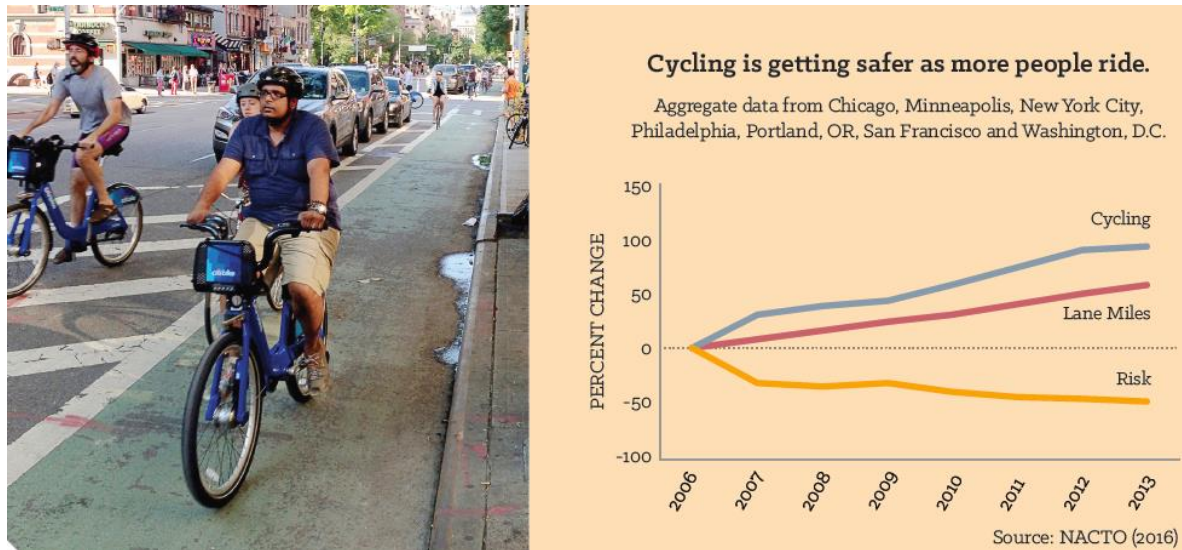 STARBUCKS
citibike
Cycling is getting safer as more people ride.
Aggregate data from Chicago, Minneapolis, New York City,
Philadelphia, Portland, OR, San Francisco and Washington, D.C.
PERCENT CHANGE
150
100
50
0
-50
-100
Cycling
Lane Miles
Risk
2006
2007
2008
2009
2010
2011
2012
2013
Source: NACTO (2016)